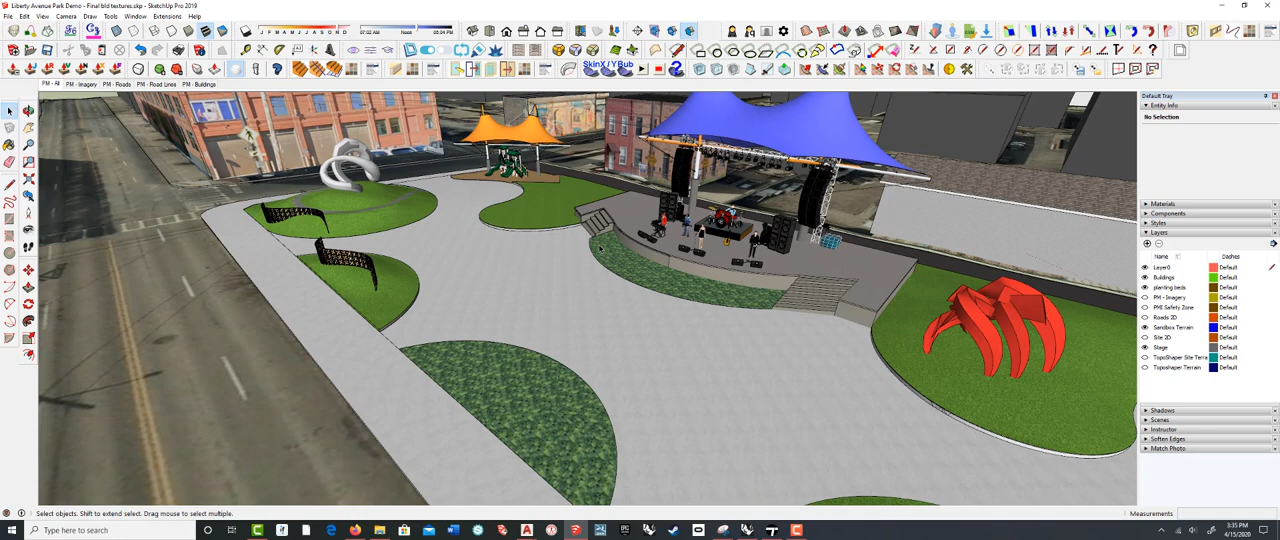 Liberty Avenue Park Demo - Final bld textures.skp - SketchUp Pro 2019
File Edit View Camera Draw Tools Window Extensions Help
J F M A M J J A S O N D 07:02 AM Noon 05:04 PM
SkinX / YBub
PM - All PM - Imagery PM - Roads PM - Road Lines PM - Buildings
Default Tray
Entity Info
No Selection
Materials
Components
Styles
Layers
Name Dashes
Layer0 Default
Buildings Default
planting beds Default
PM - Imagery Default
PME Safety Zone Default
Roads 2D Default
Sandbox Terrain Default
Site 2D Default
Stage Default
TopoShaper Site Terra Default
Toposhaper Terrain Default
Shadows
Scenes
Instructor
Soften Edges
Match Photo
Select objects. Shift to extend select. Drag mouse to select multiple.
Measurements
Type here to search
3:35 PM
4/15/2020